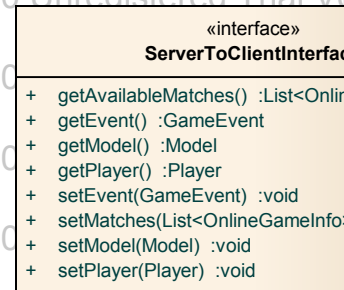 «interface»
ServerToClientInterfac
+ getAvailableMatches() :List<Onlin
+ getEvent() :GameEvent
+ getModel() :Model
+ getPlayer() :Player
+ setEvent(GameEvent) :void
+ setMatches(List<OnlineGameInfo>
+ setModel(Model) :void
+ setPlayer(Player) :void